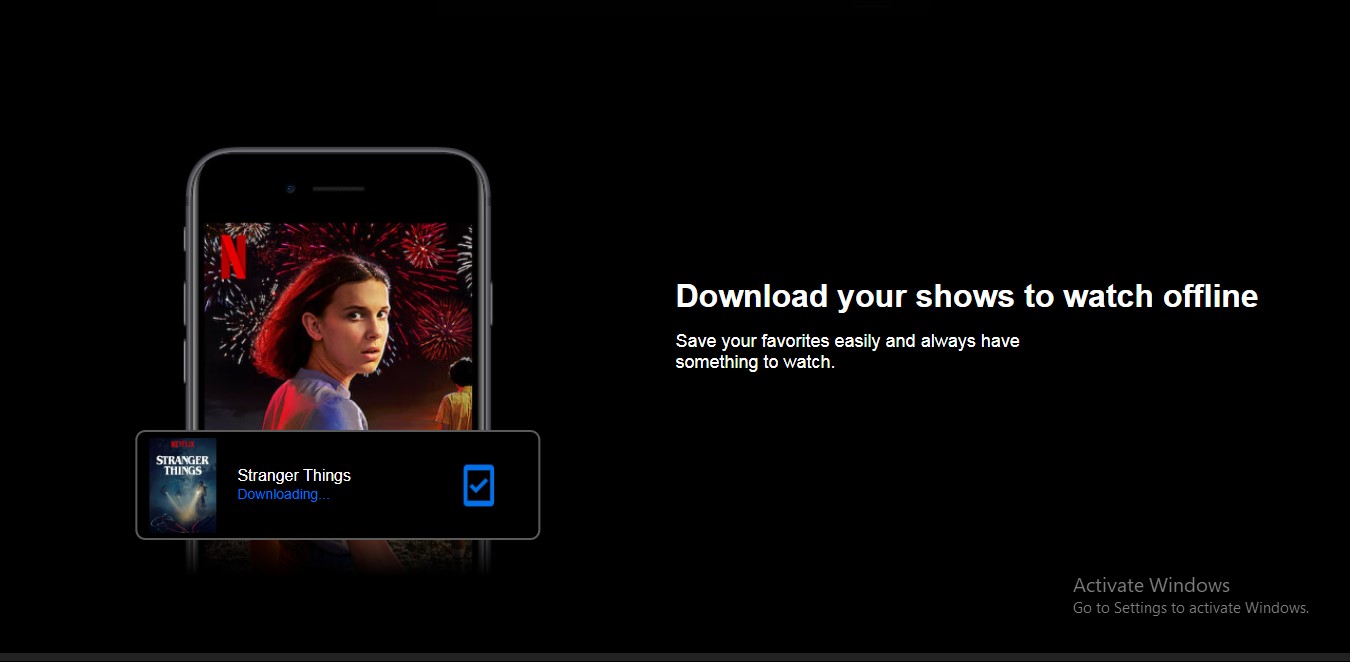 N
Download your shows to watch offline
Save your favorites easily and always have
something to watch.
NETFLIX
STRANGER
THINGS
Stranger Things
Downloading...
Activate Windows
Go to Settings to activate Windows.